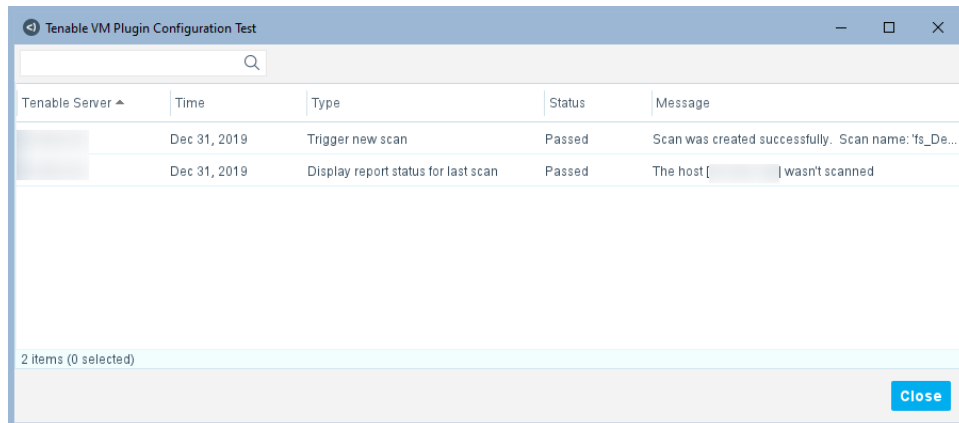 Tenable VM Plugin Configuration Test
Tenable Server Time Type Status Message
Dec 31, 2019 Trigger new scan Passed Scan was created successfully. Scan name: 'fs_De...
Dec 31, 2019 Display report status for last scan Passed The host [ ] wasn't scanned
2 items (0 selected)
Close